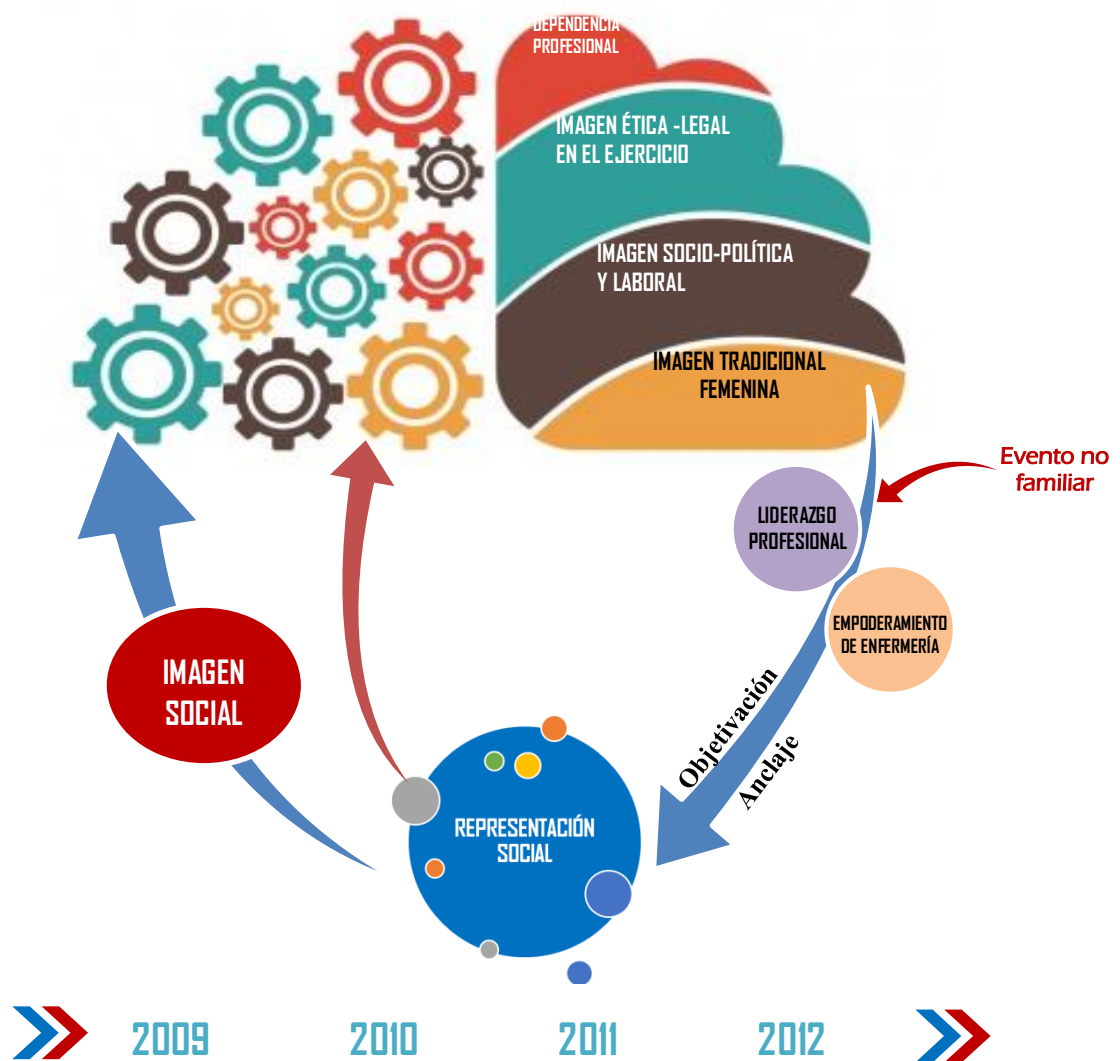 DEPENDENCIA
PROFESIONAL
IMAGEN ÉTICA -LEGAL
EN EL EJERCICIO
IMAGEN SOCIO-POLÍTICA
Y LABORAL
IMAGEN TRADICIONAL
FEMENINA
Evento no
familiar
LIDERAZGO
PROFESIONAL
EMPODERAMIENTO
DE ENFERMERÍA
IMAGEN
SOCIAL
Objetivación
Anclaje
REPRESENTACIÓN
SOCIAL
2009 2010 2011 2012